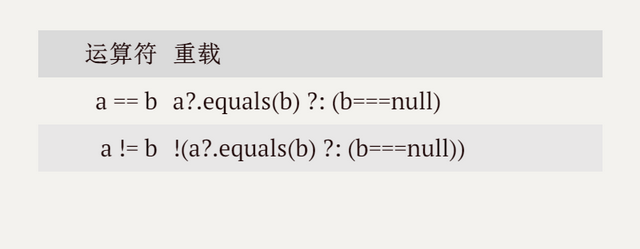 运算符 重载
a == b a?.equals(b) ?: (b===null)
a != b !(a?.equals(b) ?: (b===null))